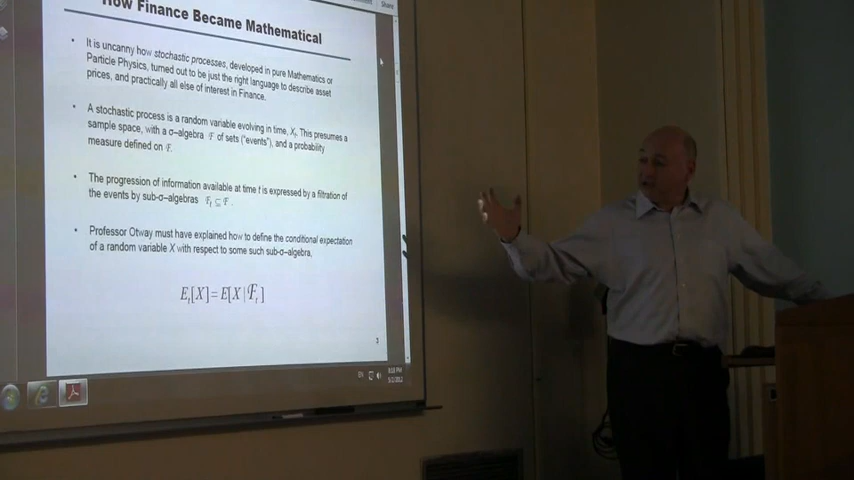 How Finance Became Mathematical
• It is uncanny how stochastic processes, developed in pure Mathematics or
Particle Physics, turned out to be just the right language to describe asset
prices, and practically all else of interest in Finance.
• A stochastic process is a random variable evolving in time, Xₜ. This presumes a
sample space, with a σ–algebra ℱ of sets ("events"), and a probability
measure defined on ℱ.
• The progression of information available at time t is expressed by a filtration of
the events by sub-σ–algebras ℱₜ ⊆ ℱ .
• Professor Otway must have explained how to define the conditional expectation
of a random variable X with respect to some such sub-σ–algebra,
Eₜ[X] = E[X | ℱₜ ]
3
Share
EN